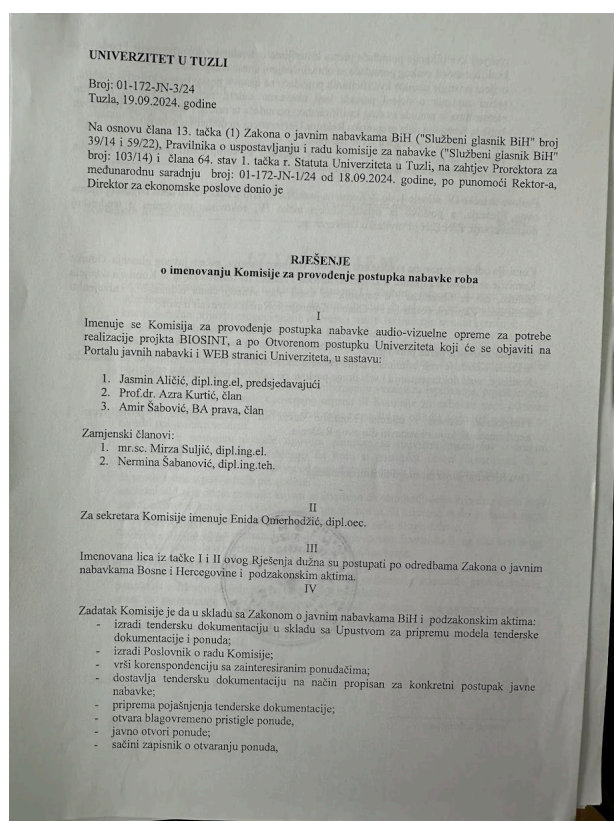 UNIVERZITET U TUZLI
Broj: 01-172-JN-3/24
Tuzla, 19.09.2024. godine
Na osnovu člana 13. tačka (1) Zakona o javnim nabavkama BiH ("Službeni glasnik BiH" broj
39/14 i 59/22), Pravilnika o uspostavljanju i radu komisije za nabavke ("Službeni glasnik BiH"
broj: 103/14) i člana 64. stav 1. tačka r. Statuta Univerziteta u Tuzli, na zahtjev Prorektora za
međunarodnu saradnju broj: 01-172-JN-1/24 od 18.09.2024. godine, po punomoći Rektor-a,
Direktor za ekonomske poslove donio je
RJEŠENJE
o imenovanju Komisije za provođenje postupka nabavke roba
I
Imenuje se Komisija za provođenje postupka nabavke audio-vizuelne opreme za potrebe
realizacije projkta BIOSINT, a po Otvorenom postupku Univerziteta koji će se objaviti na
Portalu javnih nabavki i WEB stranici Univerziteta, u sastavu:
1. Jasmin Aličić, dipl.ing.el, predsjedavajući
2. Prof.dr. Azra Kurtić, član
3. Amir Šabović, BA prava, član
Zamjenski članovi:
1. mr.sc. Mirza Suljić, dipl.ing.el.
2. Nermina Šabanović, dipl.ing.teh.
II
Za sekretara Komisije imenuje Enida Omerhodžić, dipl.oec.
III
Imenovana lica iz tačke I i II ovog Rješenja dužna su postupati po odredbama Zakona o javnim
nabavkama Bosne i Hercegovine i podzakonskim aktima.
IV
Zadatak Komisije je da u skladu sa Zakonom o javnim nabavkama BiH i podzakonskim aktima:
- izradi tendersku dokumentaciju u skladu sa Upustvom za pripremu modela tenderske
dokumentacije i ponuda;
- izradi Poslovnik o radu Komisije;
- vrši korenspondenciju sa zainteresiranim ponuđačima;
- dostavlja tendersku dokumentaciju na način propisan za konkretni postupak javne
nabavke;
- priprema pojašnjenja tenderske dokumentacije;
- otvara blagovremeno pristigle ponude,
- javno otvori ponude;
- sačini zapisnik o otvaranju ponuda,